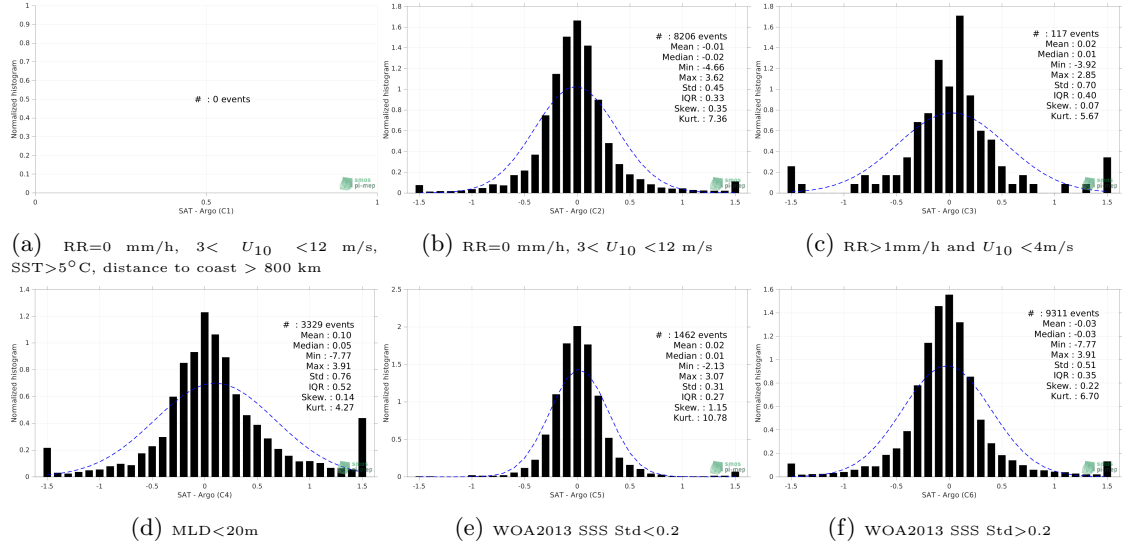 1
0.9
0.8
0.7
0.6
0.5
0.4
0.3
0.2
0.1
0
Normalized histogram
# : 0 events
smos
pi-mep
0 0.5 1
SAT - Argo (C1)
1.8
1.6
1.4
1.2
1
0.8
0.6
0.4
0.2
0
Normalized histogram
# : 8206 events
Mean : -0.01
Median : -0.02
Min : -4.66
Max : 3.62
Std : 0.45
IQR : 0.33
Skew. : 0.35
Kurt. : 7.36
smos
pi-mep
-1.5 -1 -0.5 0 0.5 1 1.5
SAT - Argo (C2)
1.8
1.6
1.4
1.2
1
0.8
0.6
0.4
0.2
0
Normalized histogram
# : 117 events
Mean : 0.02
Median : 0.01
Min : -3.92
Max : 2.85
Std : 0.70
IQR : 0.40
Skew. : 0.07
Kurt. : 5.67
smos
pi-mep
-1.5 -1 -0.5 0 0.5 1 1.5
SAT - Argo (C3)
(a) RR=0 mm/h, 3< U10 <12 m/s,
SST>5°C, distance to coast > 800 km
(b) RR=0 mm/h, 3< U10 <12 m/s
(c) RR>1mm/h and U10 <4m/s
1.4
1.2
1
0.8
0.6
0.4
0.2
0
Normalized histogram
# : 3329 events
Mean : 0.10
Median : 0.05
Min : -7.77
Max : 3.91
Std : 0.76
IQR : 0.52
Skew. : 0.14
Kurt. : 4.27
smos
pi-mep
-1.5 -1 -0.5 0 0.5 1 1.5
SAT - Argo (C4)
2.5
2
1.5
1
0.5
0
Normalized histogram
# : 1462 events
Mean : 0.02
Median : 0.01
Min : -2.13
Max : 3.07
Std : 0.31
IQR : 0.27
Skew. : 1.15
Kurt. : 10.78
smos
pi-mep
-1.5 -1 -0.5 0 0.5 1 1.5
SAT - Argo (C5)
1.6
1.4
1.2
1
0.8
0.6
0.4
0.2
0
Normalized histogram
# : 9311 events
Mean : -0.03
Median : -0.03
Min : -7.77
Max : 3.91
Std : 0.51
IQR : 0.35
Skew. : 0.22
Kurt. : 6.70
smos
pi-mep
-1.5 -1 -0.5 0 0.5 1 1.5
SAT - Argo (C6)
(d) MLD<20m
(e) WOA2013 SSS Std<0.2
(f) WOA2013 SSS Std>0.2